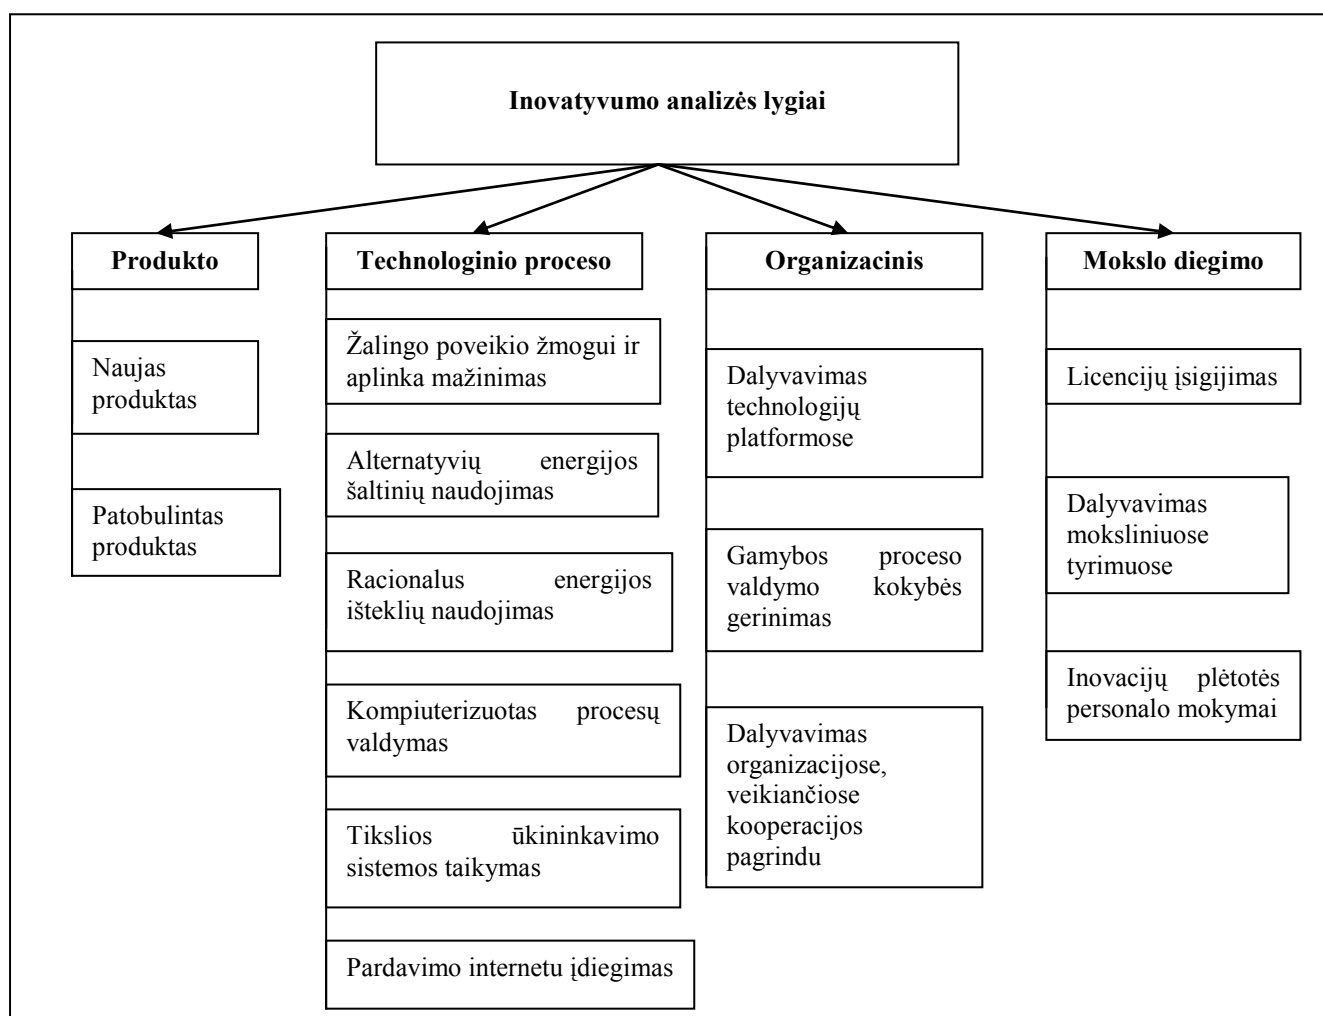 Inovatyvumo analizės lygiai
Produkto
Naujas
produktas
Patobulintas
produktas
Technologinio proceso
Žalingo poveikio žmogui ir
aplinka mažinimas
Alternatyvių energijos
šaltinių naudojimas
Racionalus energijos
išteklių naudojimas
Kompiuterizuotas procesų
valdymas
Tikslios ūkininkavimo
sistemos taikymas
Pardavimo internetu įdiegimas
Organizacinis
Dalyvavimas
technologijų
platformose
Gamybos proceso
valdymo kokybės
gerinimas
Dalyvavimas
organizacijose,
veikiančiose
kooperacijos
pagrindu
Mokslo diegimo
Licencijų įsigijimas
Dalyvavimas
moksliniuose
tyrimuose
Inovacijų plėtotės
personalo mokymai